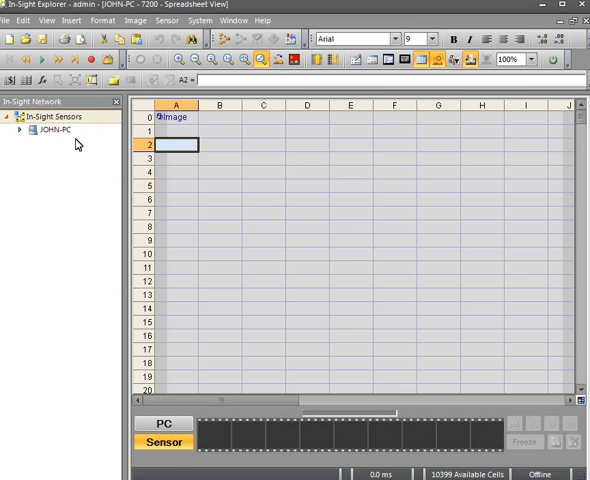 In-Sight Explorer - admin - [JOHN-PC - 7200 - Spreadsheet View]
File Edit View Insert Format Image Sensor System Window Help
Arial 9 B
100%
A2 =
In-Sight Network
In-Sight Sensors
JOHN-PC
A B C D E F G H I J
0 Image
1
2
3
4
5
6
7
8
9
10
11
12
13
14
15
16
17
18
19
20
PC
Sensor
Freeze
0.0 ms 10399 Available Cells Offline